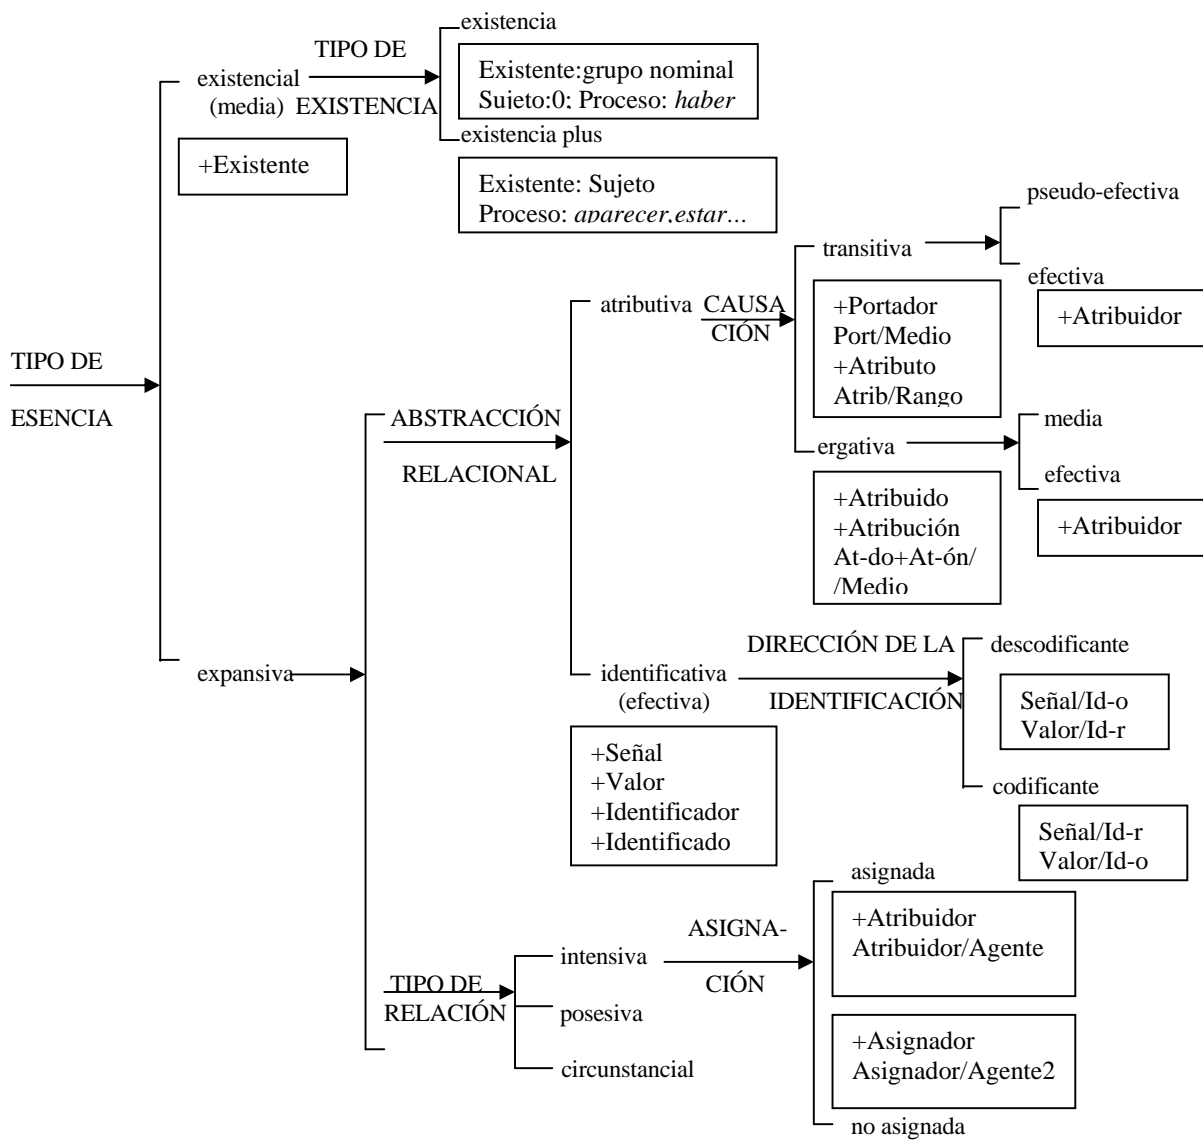 existencia
TIPO DE
existencial
(media)
EXISTENCIA
Existente:grupo nominal
Sujeto:0; Proceso: haber
existencia plus
+Existente
Existente: Sujeto
Proceso: aparecer,estar...
pseudo-efectiva
transitiva
efectiva
+Atribuidor
atributiva
CAUSA
CIÓN
+Portador
Port/Medio
+Atributo
Atrib/Rango
TIPO DE
ESENCIA
ABSTRACCIÓN
RELACIONAL
media
ergativa
efectiva
+Atribuidor
+Atribuido
+Atribución
At-do+At-ón/
/Medio
expansiva
identificativa
(efectiva)
DIRECCIÓN DE LA
IDENTIFICACIÓN
descodificante
Señal/Id-o
Valor/Id-r
+Señal
+Valor
+Identificador
+Identificado
codificante
Señal/Id-r
Valor/Id-o
asignada
+Atribuidor
Atribuidor/Agente
ASIGNA-
CIÓN
intensiva
TIPO DE
RELACIÓN
posesiva
circunstancial
+Asignador
Asignador/Agente2
no asignada